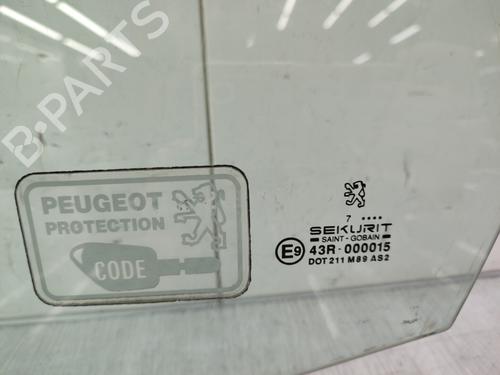 B-PARTS
PEUGEOT
PROTECTION
CODE
7 ....
SEKURIT
SAINT-GOBAIN
E9 43R-000015
DOT 211 M89 AS2